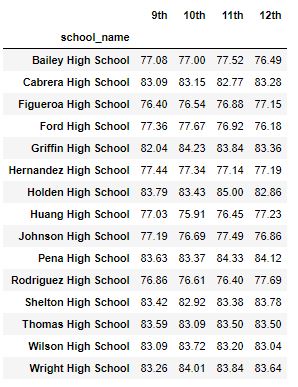 9th 10th 11th 12th
school_name
Bailey High School 77.08 77.00 77.52 76.49
Cabrera High School 83.09 83.15 82.77 83.28
Figueroa High School 76.40 76.54 76.88 77.15
Ford High School 77.36 77.67 76.92 76.18
Griffin High School 82.04 84.23 83.84 83.36
Hernandez High School 77.44 77.34 77.14 77.19
Holden High School 83.79 83.43 85.00 82.86
Huang High School 77.03 75.91 76.45 77.23
Johnson High School 77.19 76.69 77.49 76.86
Pena High School 83.63 83.37 84.33 84.12
Rodriguez High School 76.86 76.61 76.40 77.69
Shelton High School 83.42 82.92 83.38 83.78
Thomas High School 83.59 83.09 83.50 83.50
Wilson High School 83.09 83.72 83.20 83.04
Wright High School 83.26 84.01 83.84 83.64